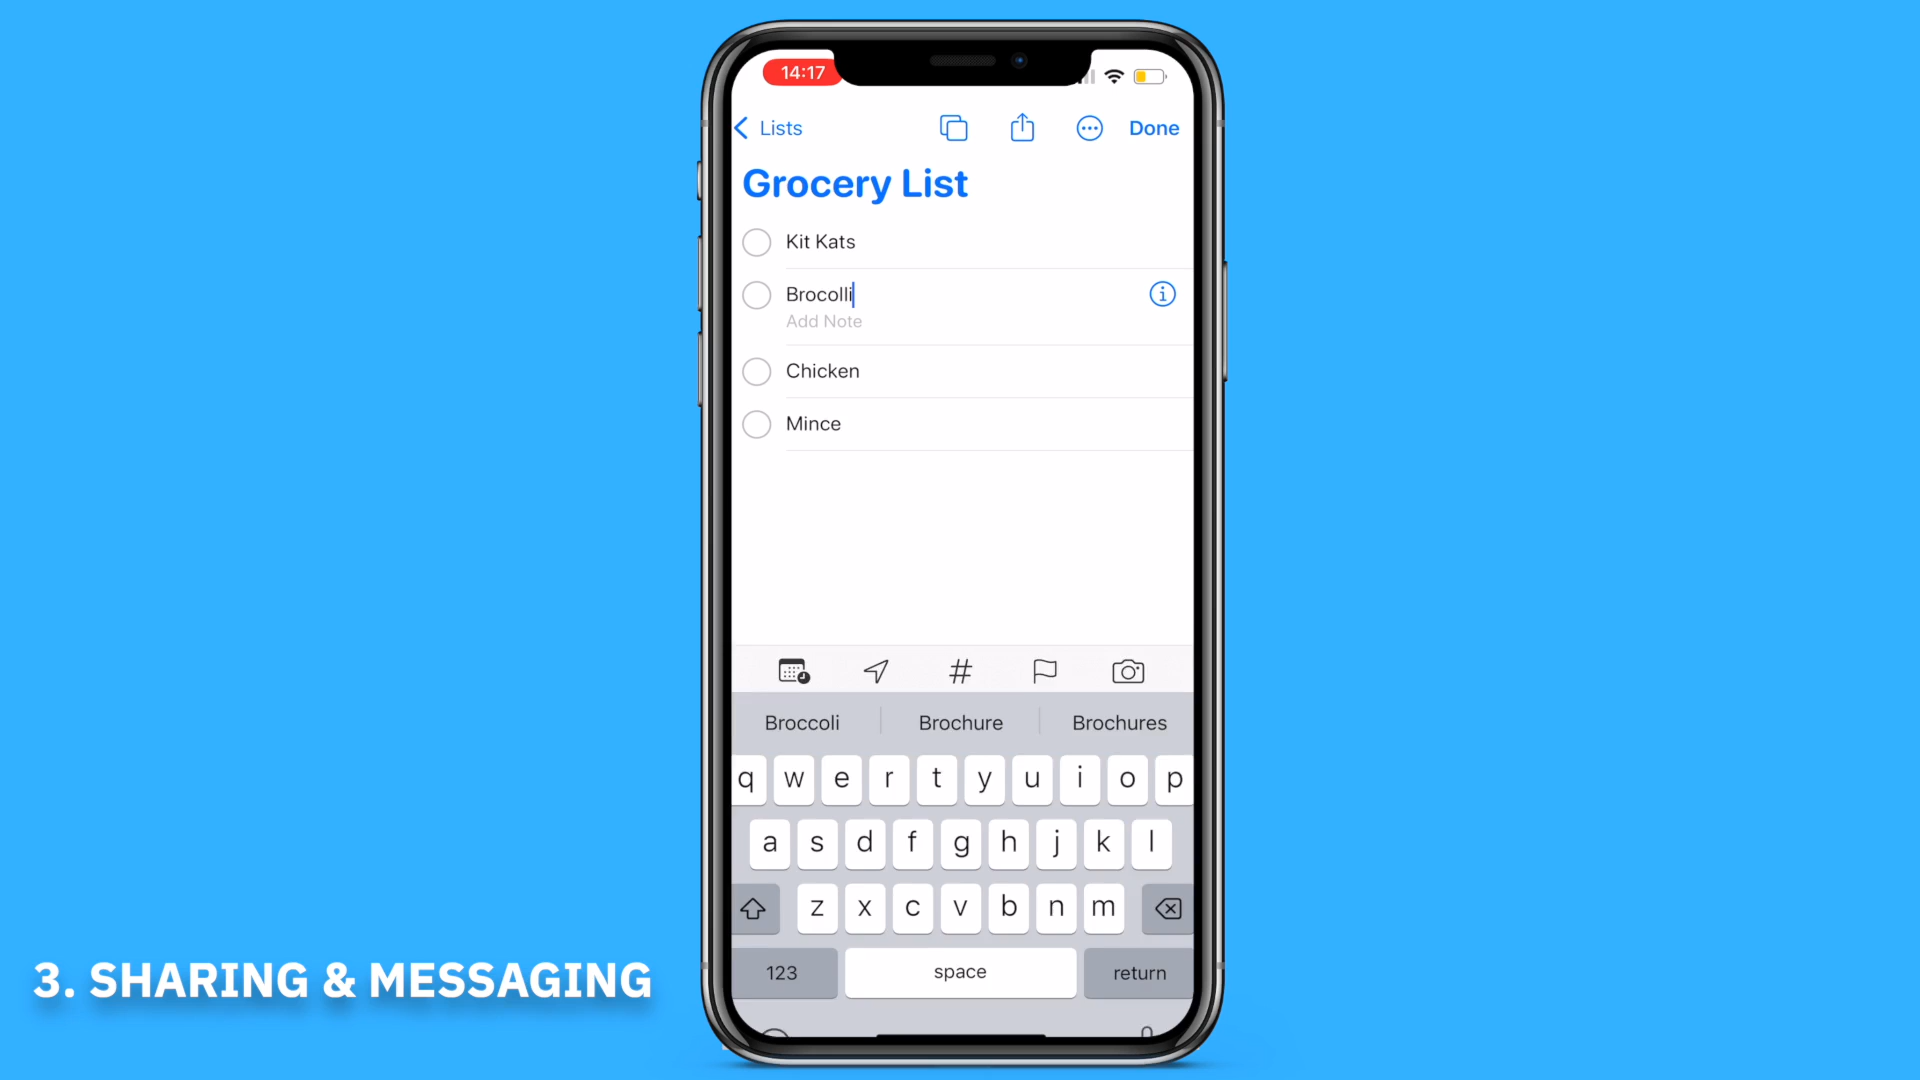 14:17
Lists
Done
Grocery List
Kit Kats
Brocolli
Add Note
Chicken
Mince
#
Broccoli Brochure Brochures
q w e r t y u i o p
a s d f g h j k l
z x c v b n m
123 space return
3. SHARING & MESSAGING